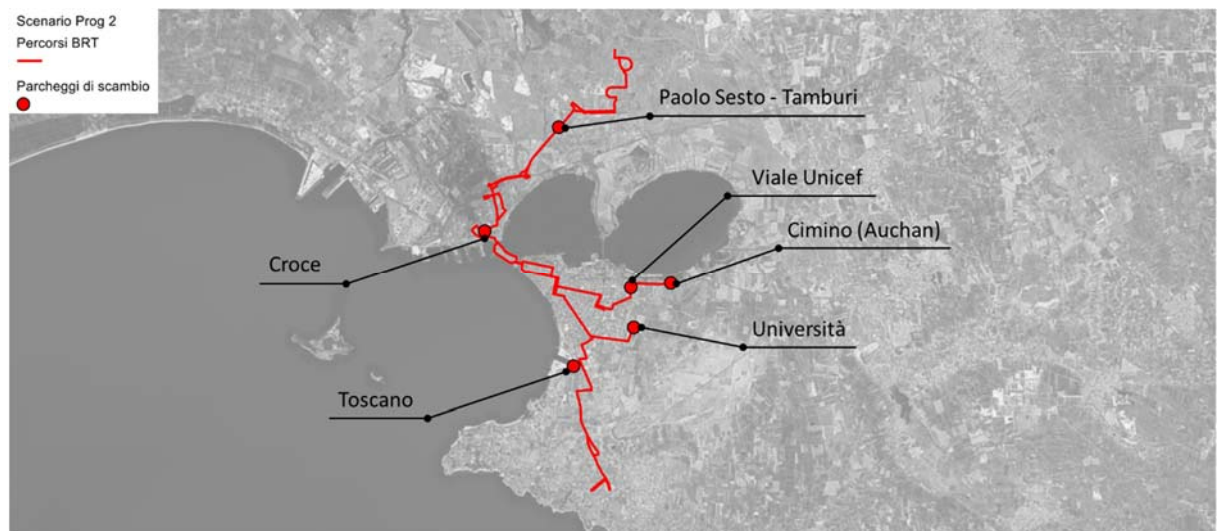 Scenario Prog 2
Percorsi BRT
Parcheggi di scambio
Paolo Sesto - Tamburi
Viale Unicef
Cimino (Auchan)
Croce
Università
Toscano